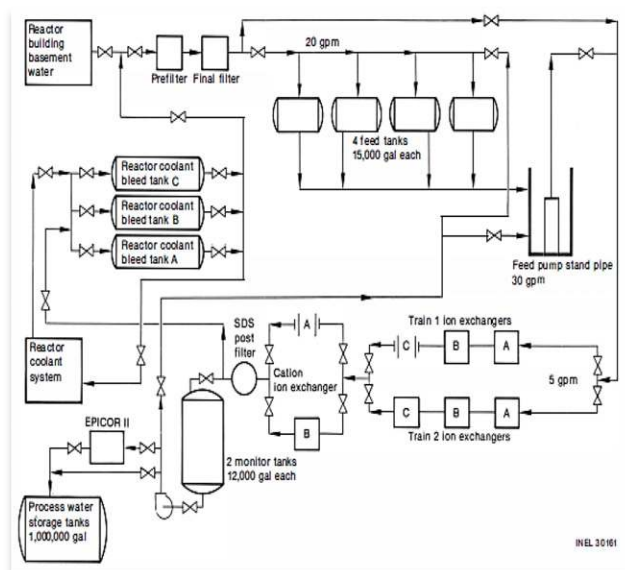 Reactor
building
basement
water
Prefilter
Final filter
20 gpm
4 feed tanks
15,000 gal each
Reactor coolant
bleed tank C
Reactor coolant
bleed tank B
Reactor coolant
bleed tank A
Feed pump stand pipe
30 gpm
Reactor
coolant
system
SDS
post
filter
A
Cation
ion exchanger
B
Train 1 ion exchangers
C
B
A
5 gpm
C
B
A
Train 2 ion exchangers
EPICOR II
2 monitor tanks
12,000 gal each
Process water
storage tanks
1,000,000 gal
INEL 3 0161